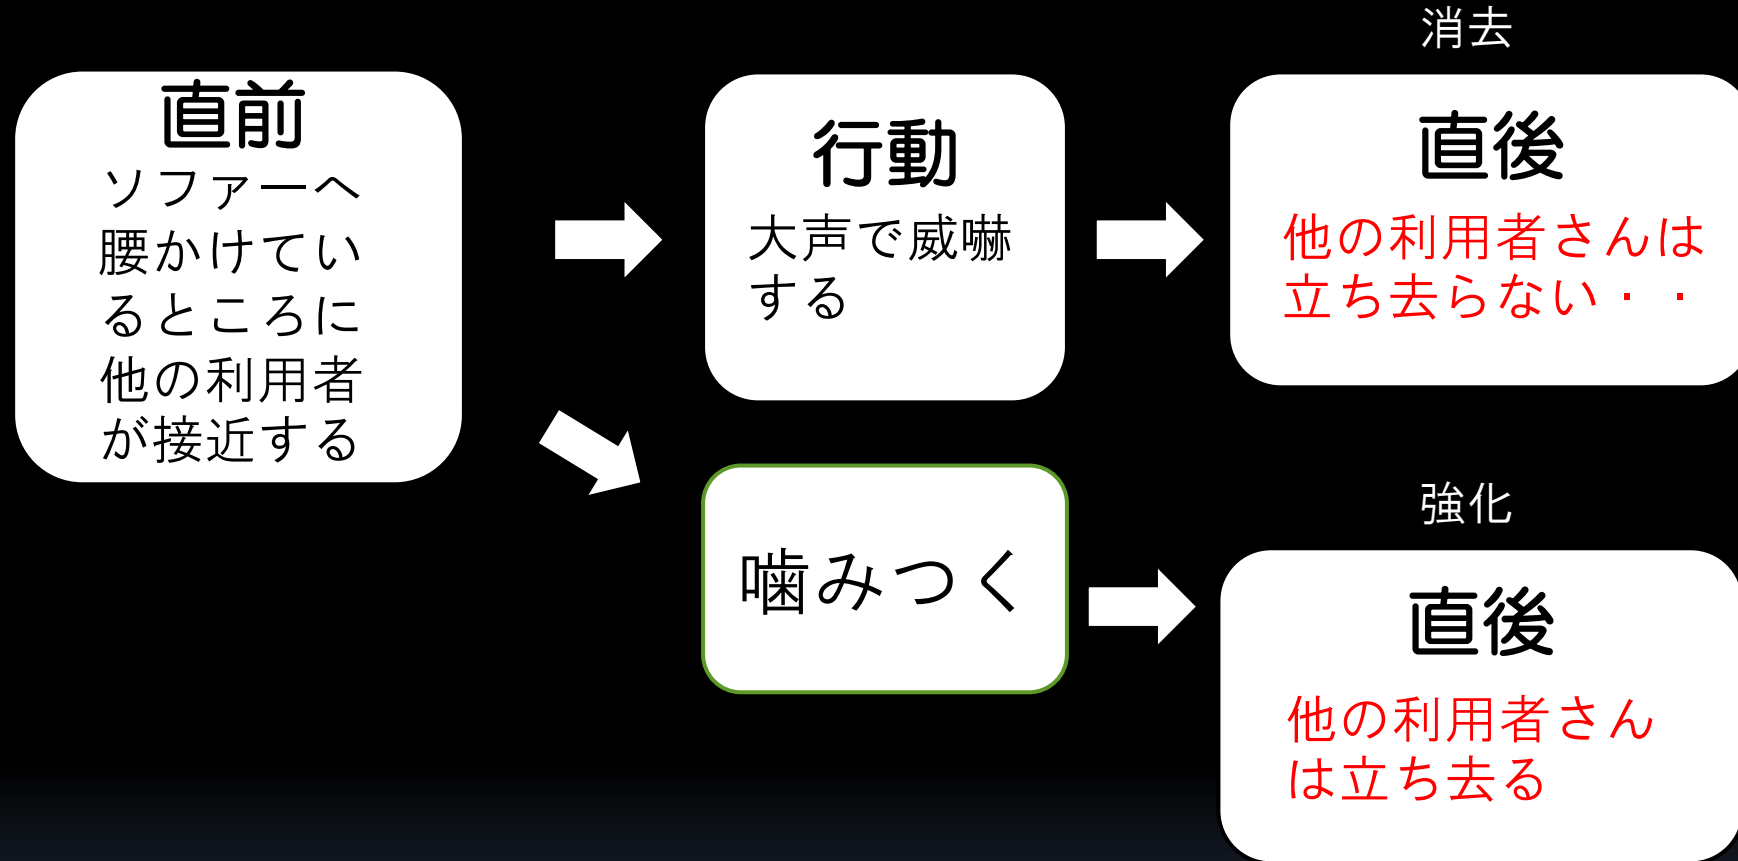 直前
ソファーへ
腰かけてい
るところに
他の利用者
が接近する
行動
大声で威嚇
する
消去
直後
他の利用者さんは
立ち去らない・・
噛みつく
強化
直後
他の利用者さん
は立ち去る